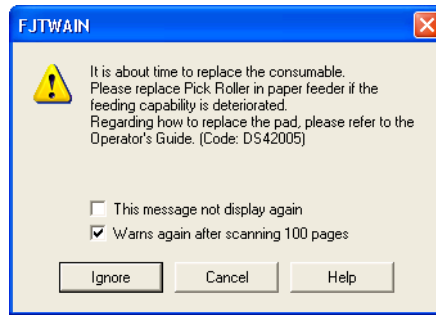 FJTWAIN
It is about time to replace the consumable.
Please replace Pick Roller in paper feeder if the
feeding capability is deteriorated.
Regarding how to replace the pad, please refer to the
Operator's Guide. (Code: DS42005)
This message not display again
Warns again after scanning 100 pages
Ignore Cancel Help